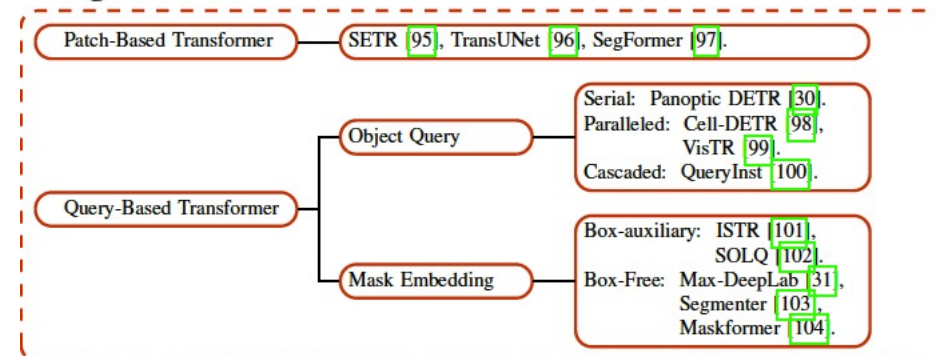 Patch-Based Transformer
SETR [95], TransUNet [96], SegFormer [97].
Query-Based Transformer
Object Query
Serial: Panoptic DETR [30].
Paralleled: Cell-DETR [98],
VisTR [99].
Cascaded: QueryInst [100].
Mask Embedding
Box-auxiliary: ISTR [101],
SOLQ [102].
Box-Free: Max-DeepLab [31],
Segmenter [103],
Maskformer [104].